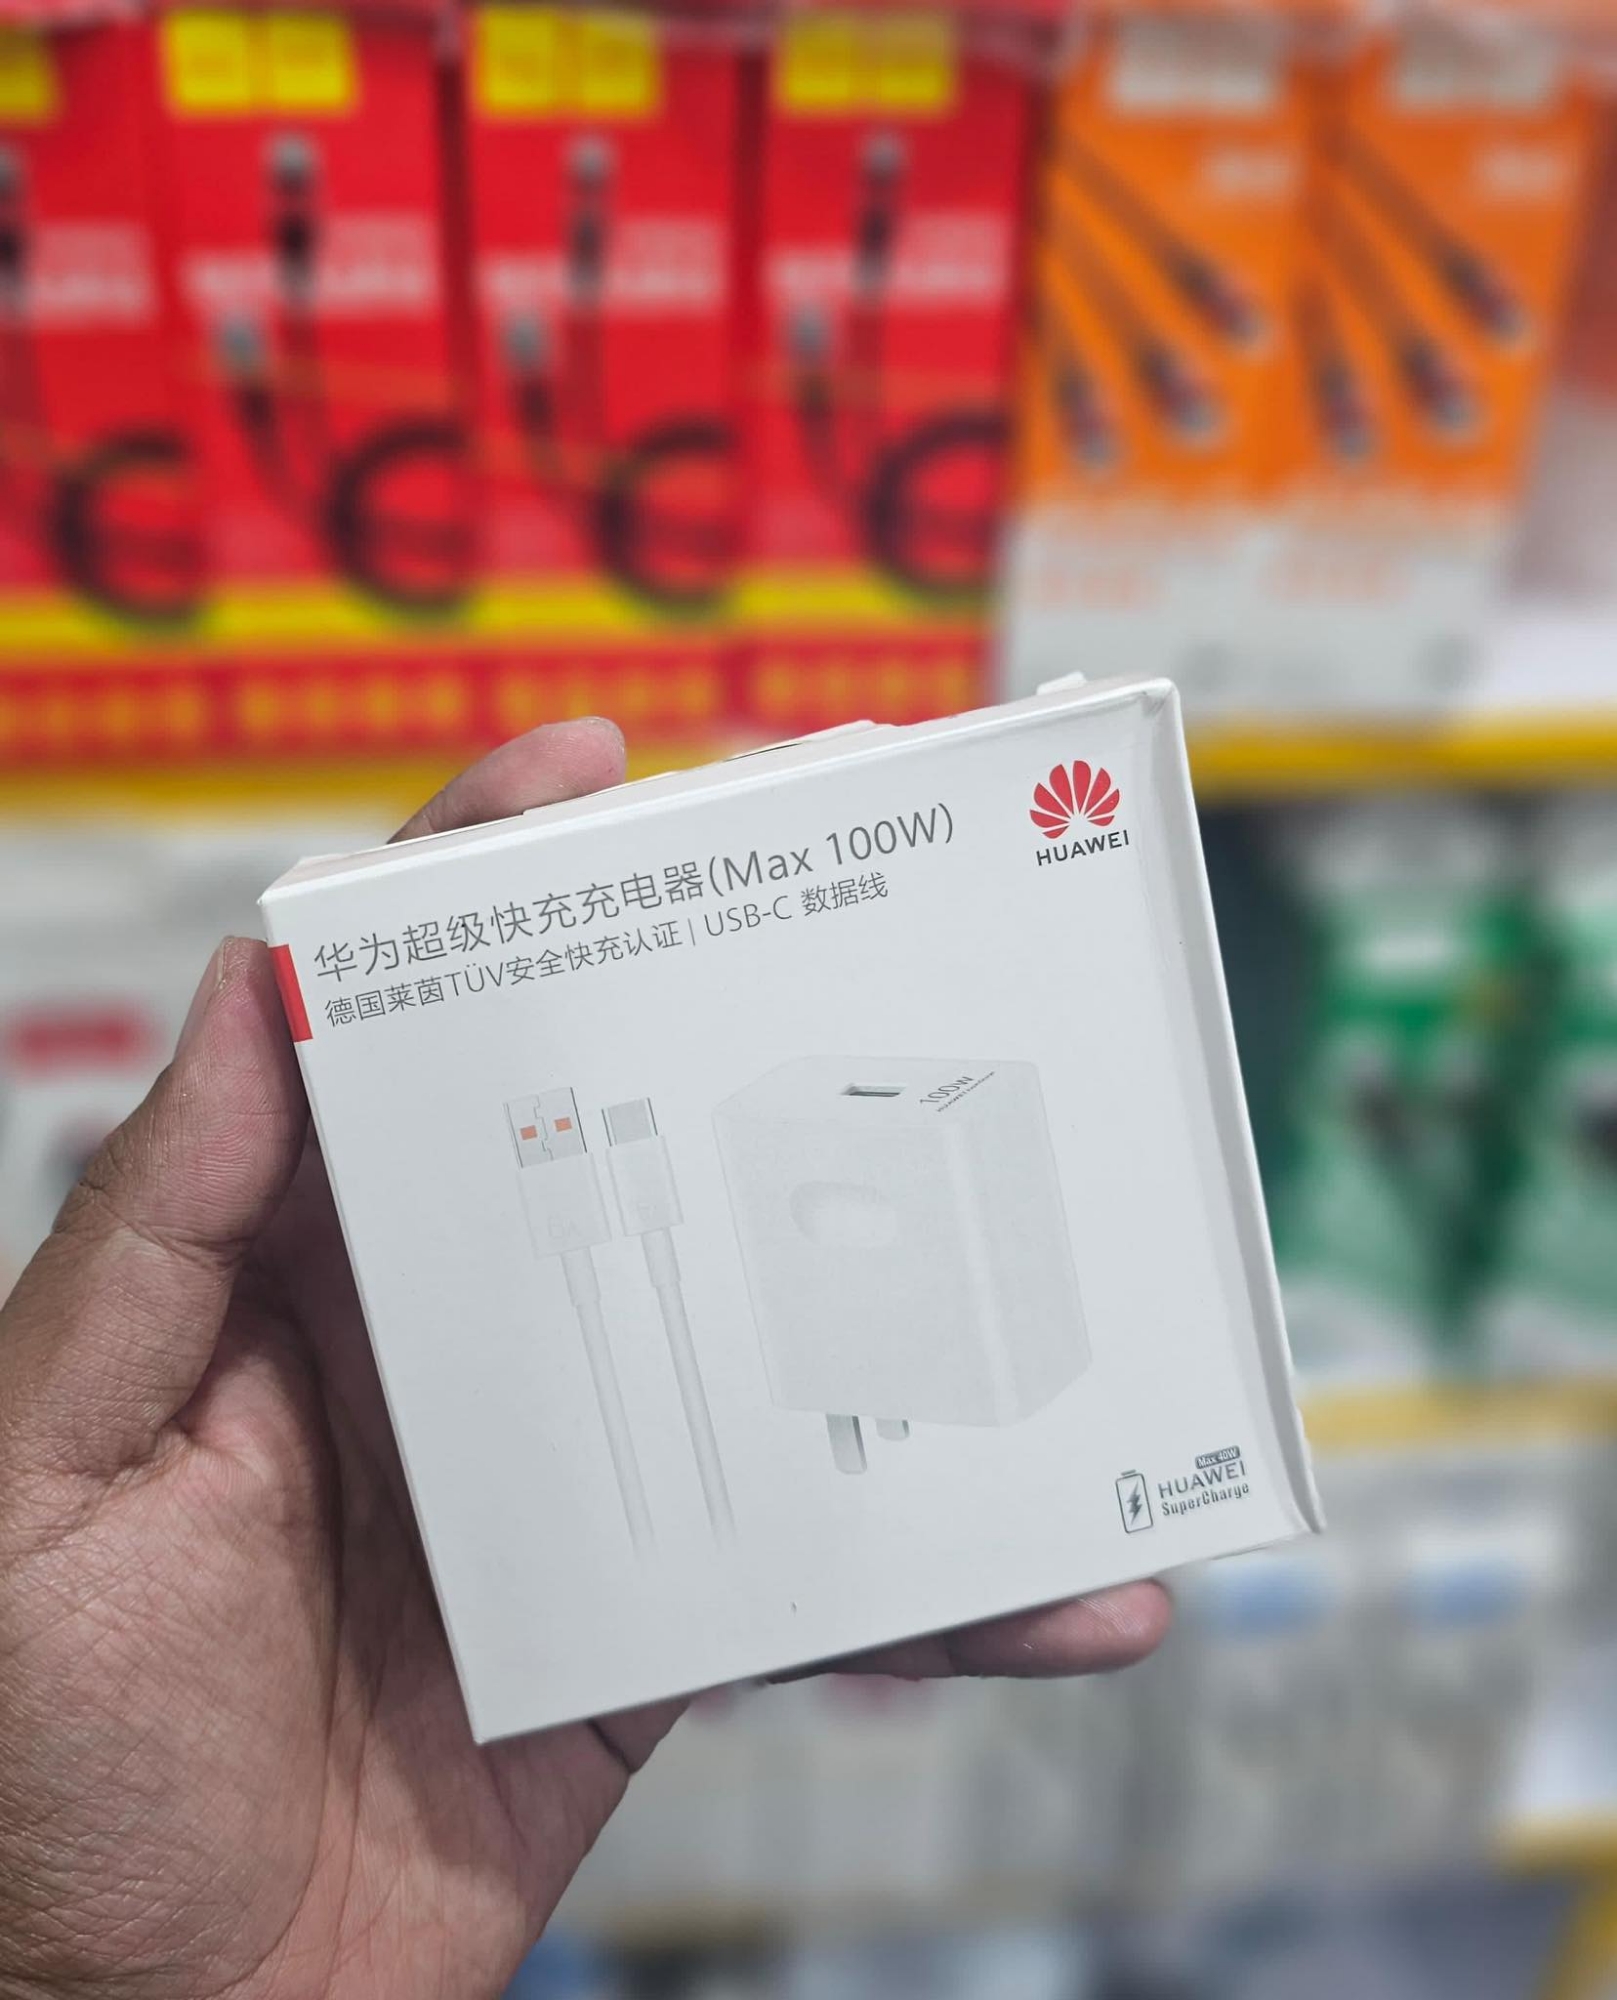 华为超级快充充电器(Max 100W)
德国莱茵TÜV安全快充认证 | USB-C 数据线
HUAWEI
100W
6A
Max 40W
HUAWEI
SuperCharge